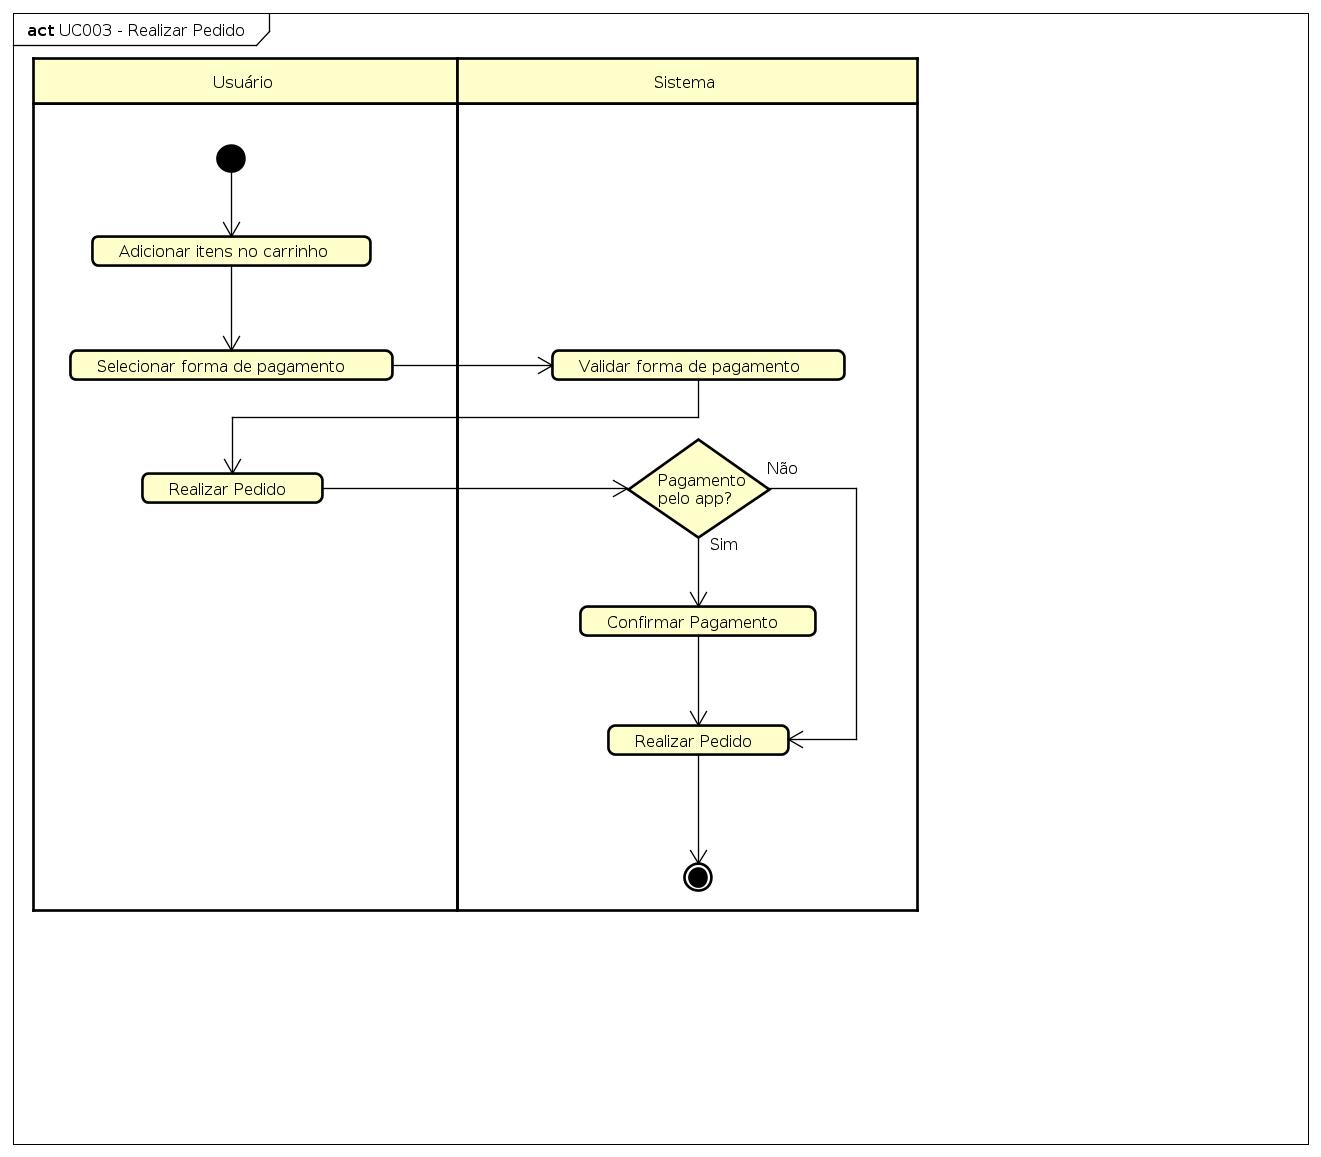 act UC003 - Realizar Pedido
Usuário
Sistema
Adicionar itens no carrinho
Selecionar forma de pagamento
Validar forma de pagamento
Realizar Pedido
Pagamento
pelo app?
Não
Sim
Confirmar Pagamento
Realizar Pedido